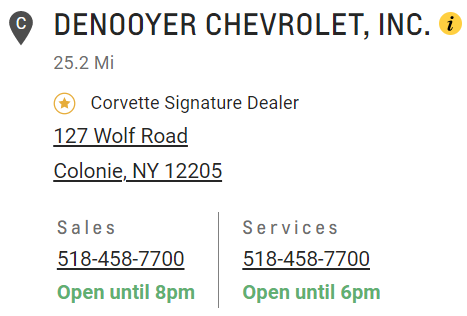 C
DENOOYER CHEVROLET, INC. i
25.2 Mi
Corvette Signature Dealer
127 Wolf Road
Colonie, NY 12205
Sales
518-458-7700
Open until 8pm
Services
518-458-7700
Open until 6pm